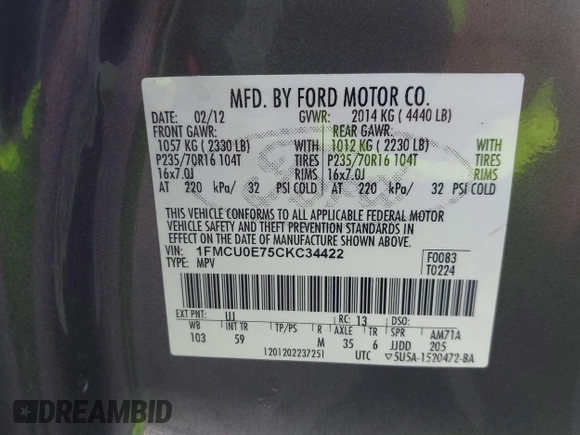 MFD. BY FORD MOTOR CO.
DATE: 02/12 GVWR: 2014 KG ( 4440 LB)
FRONT GAWR: REAR GAWR:
1057 KG ( 2330 LB) WITH 1012 KG ( 2230 LB) WITH
P235/70R16 104T TIRES P235/70R16 104T TIRES
16x7.0J RIMS 16x7.0J RIMS
AT 220 kPa/ 32 PSI COLD AT 220 kPa/ 32 PSI COLD
Ford
THIS VEHICLE CONFORMS TO ALL APPLICABLE FEDERAL MOTOR
VEHICLE SAFETY AND THEFT PREVENTION STANDARDS IN
EFFECT ON THE DATE OF MANUFACTURE SHOWN ABOVE.
VIN: 1FMCU0E75CKC34422 F0083
TYPE: MPV T0224
EXT PNT: UJ RC: 13 DSO:
WB INT TR TP/PS R AXLE TR SPR AM71A
103 59 M 35 6 JJDD 205
1201202237251 UTC ▽5U5A-1520472-BA
DREAMBID